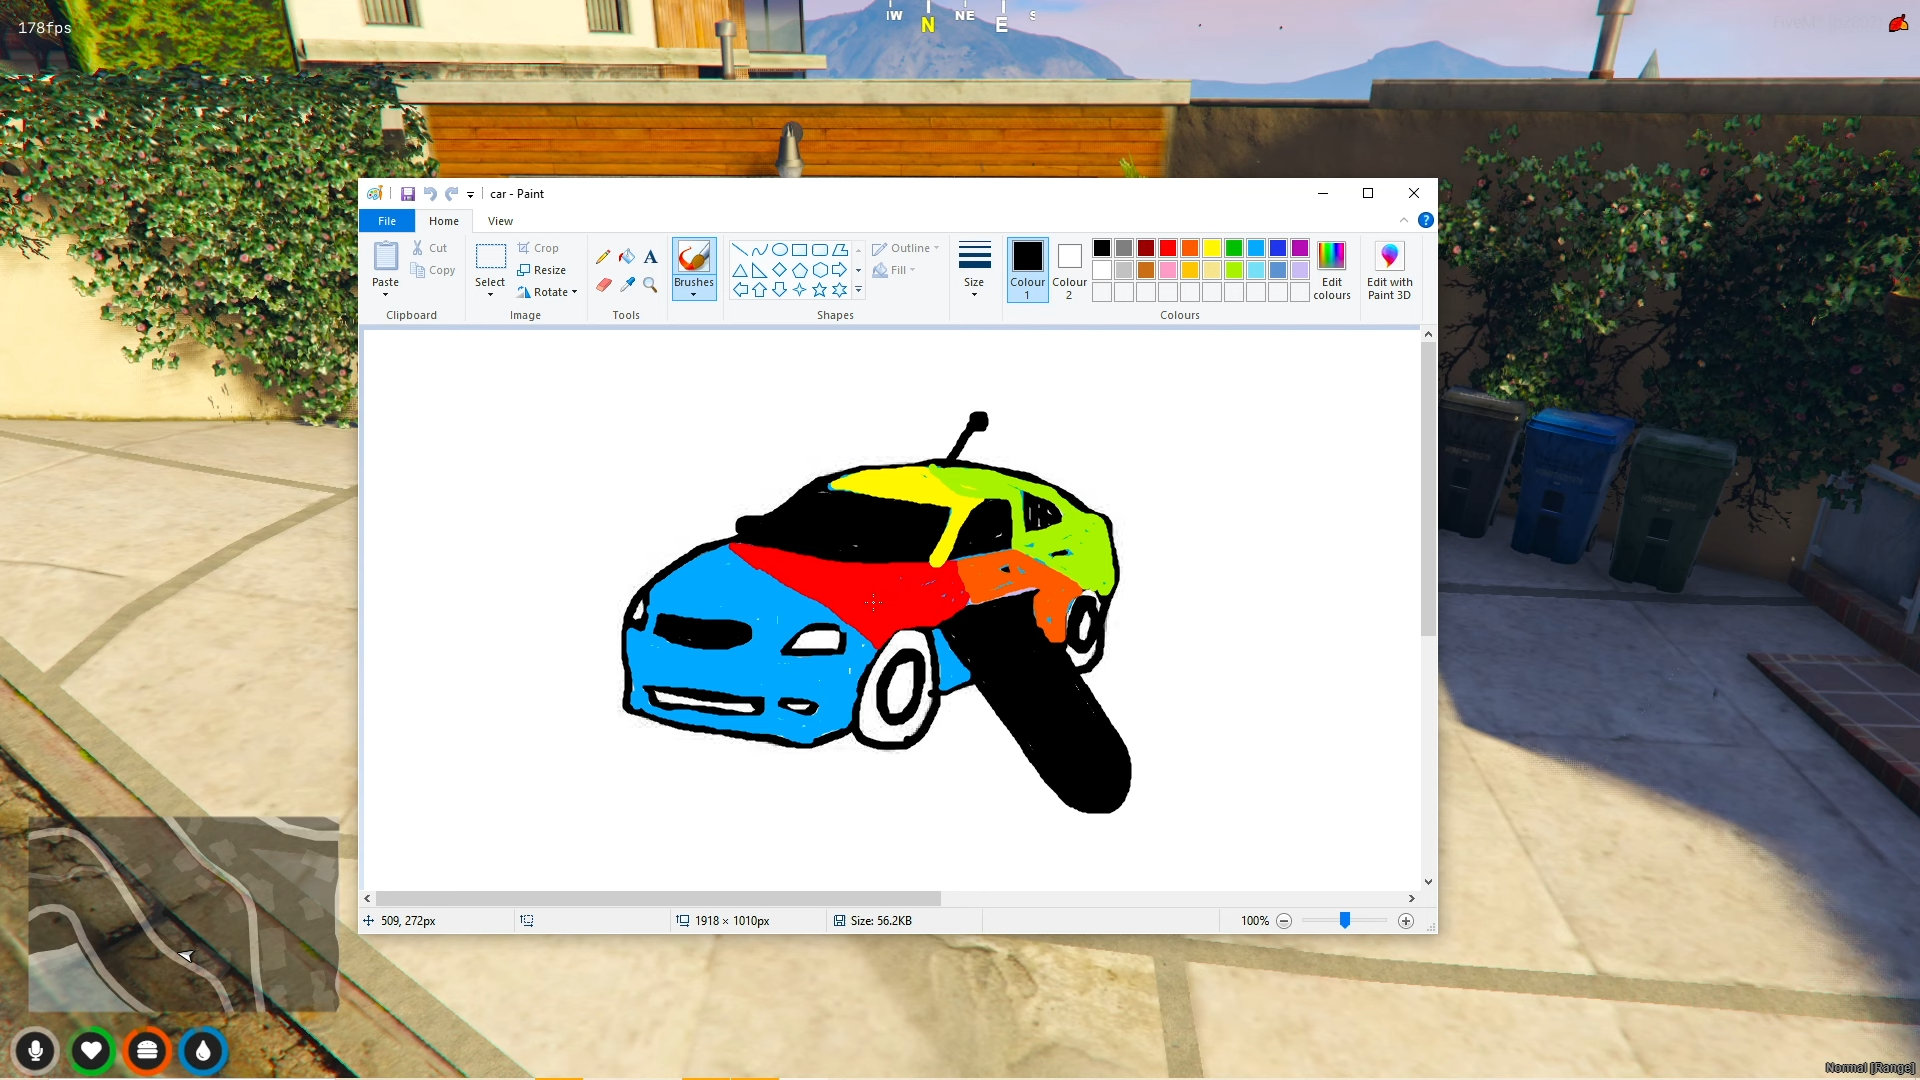 178fps
IW N NE E S
car - Paint
File Home View
Paste
Cut
Copy
Clipboard
Select
Crop
Resize
Rotate
Image
A
Tools
Brushes
Outline
Fill
Shapes
Size
Colour 1
Colour 2
Edit colours
Colours
Edit with Paint 3D
?
509, 272px
1918 × 1010px
Size: 56.2KB
100%
Normal [Range]